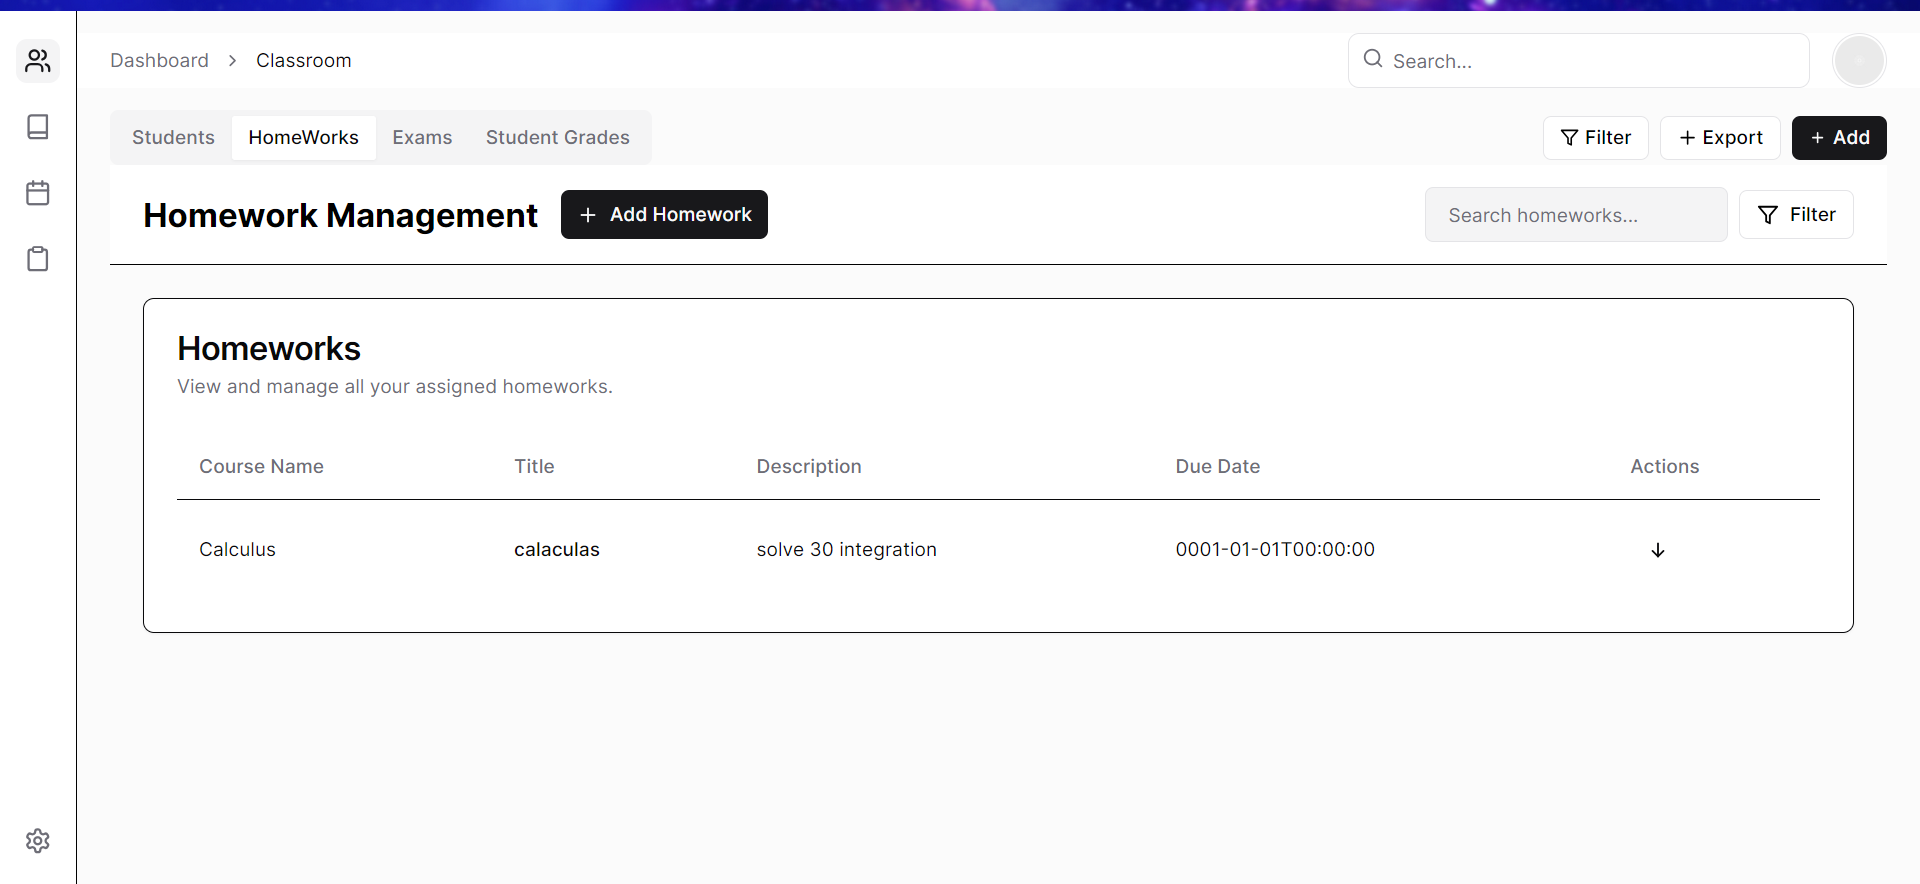 Dashboard > Classroom
Search...
Students HomeWorks Exams Student Grades
Filter + Export + Add
Homework Management + Add Homework
Search homeworks... Filter
Homeworks
View and manage all your assigned homeworks.
Course Name Title Description Due Date Actions
Calculus calaculas solve 30 integration 0001-01-01T00:00:00